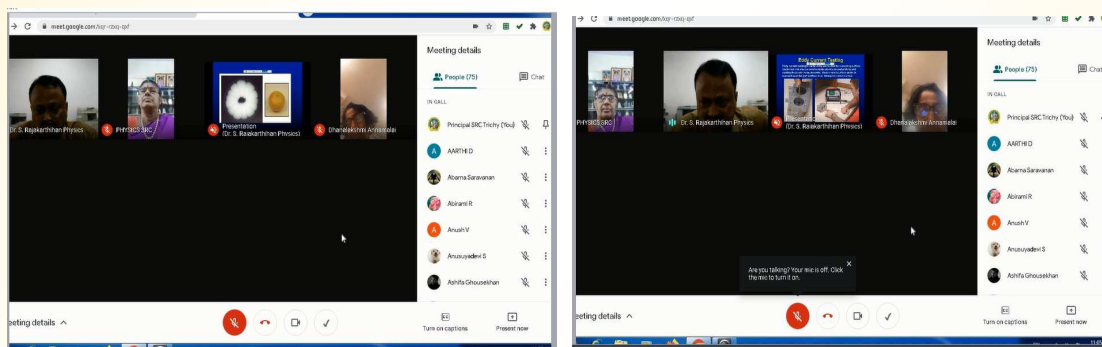 meet.google.com/
Meeting details
People (75)
Chat
IN CALL
Principal SRC Trichy (You)
AARTHI D
Abarna Saravanan
Abirami R
Anush V
Anusuyadevi S
Ashifa Ghousekhan
Dr. S. Rajakarthihan Physics
PHYSICS SRC
Presentation
(Dr. S. Rajakarthihan Physics)
Dhanalakshmi Annamalai
eeting details
Turn on captions
Present now
meet.google.com/
Meeting details
People (75)
Chat
IN CALL
Principal SRC Trichy (You)
AARTHI D
Abarna Saravanan
Abirami R
Anush V
Anusuyadevi S
Ashifa Ghousekhan
PHYSICS SRC
Dr. S. Rajakarthihan Physics
Eddy Current Testing
Presentation
(Dr. S. Rajakarthihan Physics)
Dhanalakshmi Annamalai
Are you talking? Your mic is off. Click
the mic to turn it on.
eeting details
Turn on captions
Present now
11:05